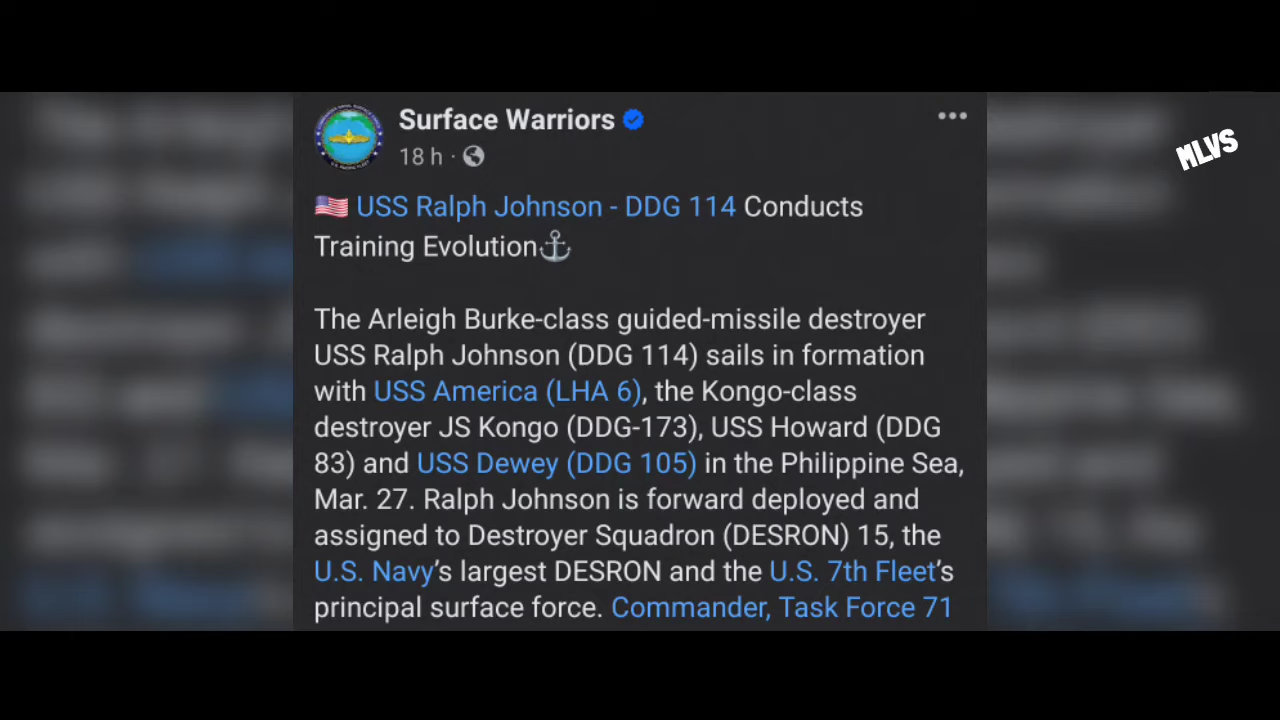 Surface Warriors
18 h ·
MLVS
🇺🇸 USS Ralph Johnson - DDG 114 Conducts
Training Evolution⚓
The Arleigh Burke-class guided-missile destroyer
USS Ralph Johnson (DDG 114) sails in formation
with USS America (LHA 6), the Kongo-class
destroyer JS Kongo (DDG-173), USS Howard (DDG
83) and USS Dewey (DDG 105) in the Philippine Sea,
Mar. 27. Ralph Johnson is forward deployed and
assigned to Destroyer Squadron (DESRON) 15, the
U.S. Navy’s largest DESRON and the U.S. 7th Fleet’s
principal surface force. Commander, Task Force 71